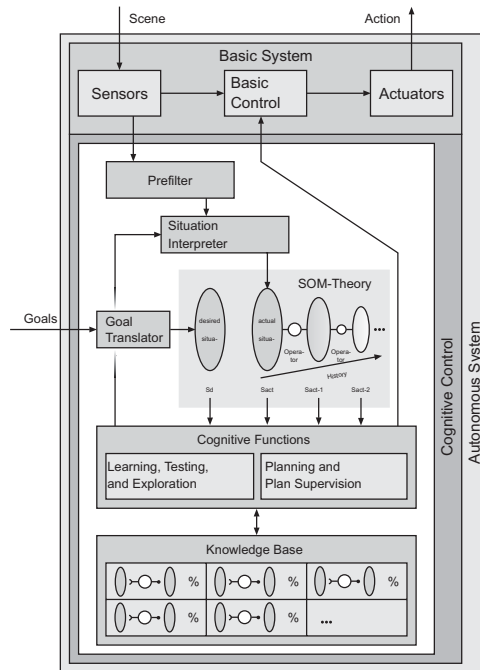 Scene
Action
Basic System
Sensors
Basic
Control
Actuators
Prefilter
Situation
Interpreter
SOM-Theory
Goals
Goal
Translator
desired
situa-
actual
situa-
Opera-
tor
Opera-
tor
...
History
Sd
Sact
Sact-1
Sact-2
Cognitive Functions
Learning, Testing,
and Exploration
Planning and
Plan Supervision
Knowledge Base
%
%
%
%
%
...
Cognitive Control
Autonomous System